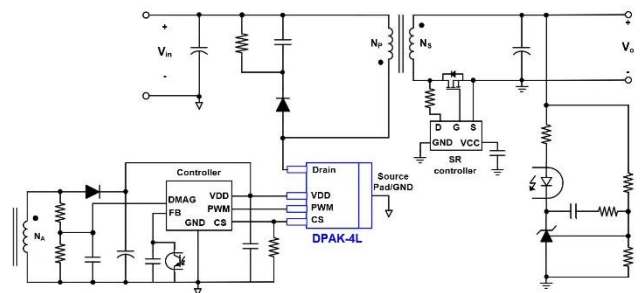 +
Vin
-
NP
NS
+
Vo
-
D G S
GND VCC
SR
controller
Controller
DMAG
FB
VDD
PWM
GND CS
Drain
VDD
PWM
CS
Source
Pad/GND
DPAK-4L
NA